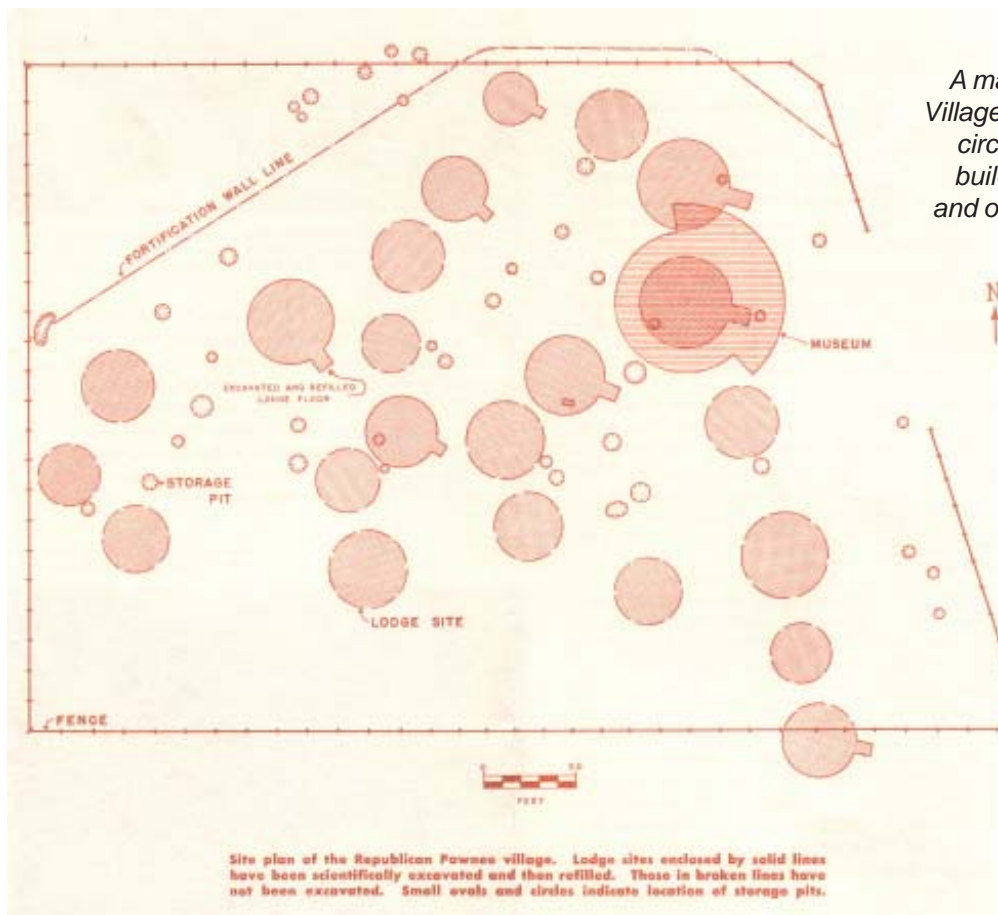 A ma
Village
circ
buil
and o
N
FORTIFICATION WALL LINE
MUSEUM
EXCAVATED AND REFILLED
LODGE FLOOR
STORAGE
PIT
LODGE SITE
FENCE
0 50
FEET
Site plan of the Republican Pawnee village. Lodge sites enclosed by solid lines
have been scientifically excavated and then refilled. Those in broken lines have
not been excavated. Small ovals and circles indicate location of storage pits.